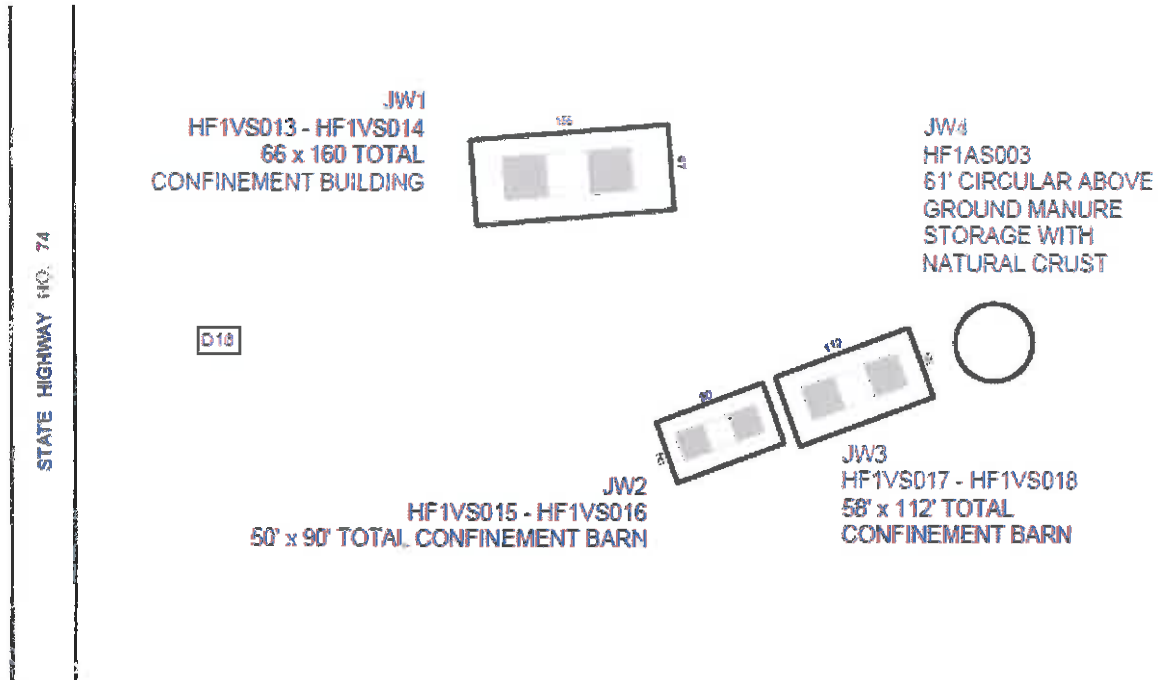 JW1
HF1VS013 - HF1VS014
66 x 160 TOTAL
CONFINEMENT BUILDING
JW4
HF1AS003
61' CIRCULAR ABOVE
GROUND MANURE
STORAGE WITH
NATURAL CRUST
STATE HIGHWAY NO. 74
D18
112
90
JW2
HF1VS015 - HF1VS016
50' x 90' TOTAL CONFINEMENT BARN
JW3
HF1VS017 - HF1VS018
58' x 112' TOTAL
CONFINEMENT BARN